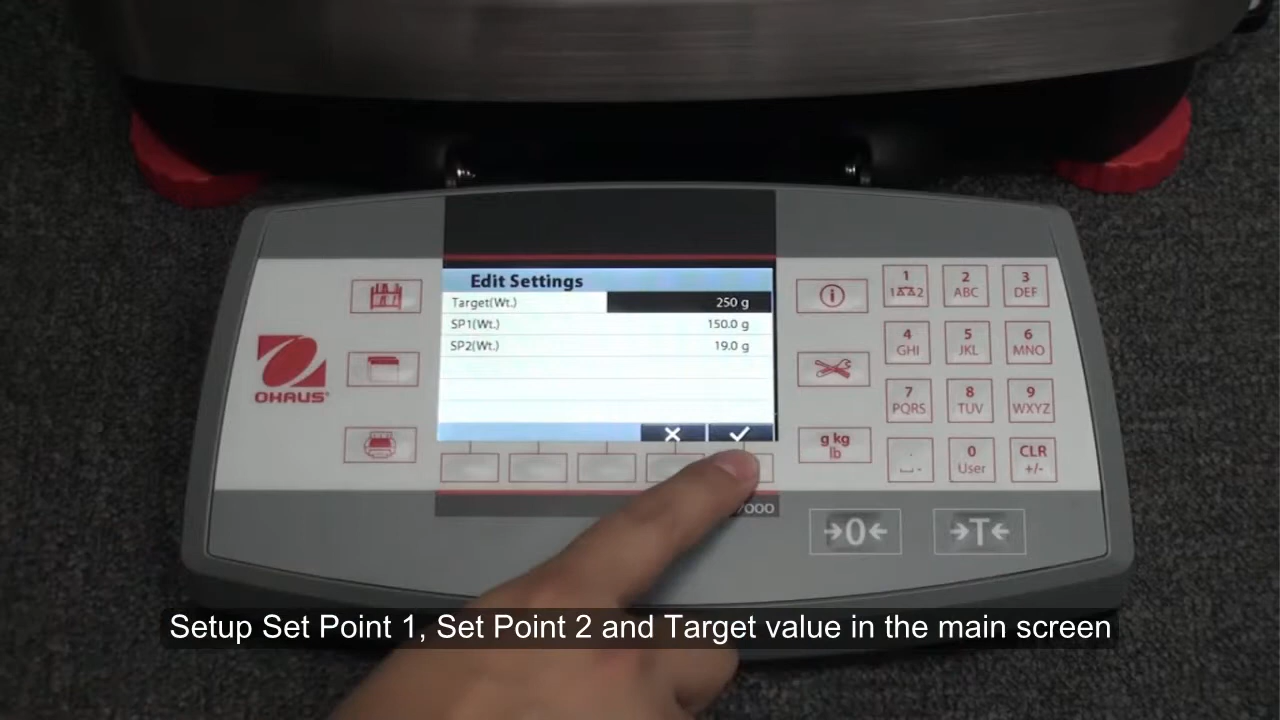 Edit Settings
Target(Wt.) 250 g
SP1(Wt.) 150.0 g
SP2(Wt.) 19.0 g
OHAUS
7000
g kg
lb
1
2
ABC
3
DEF
4
GHI
5
JKL
6
MNO
7
PQRS
8
TUV
9
WXYZ
0
User
CLR
+/-
→0←
→T←
Setup Set Point 1, Set Point 2 and Target value in the main screen